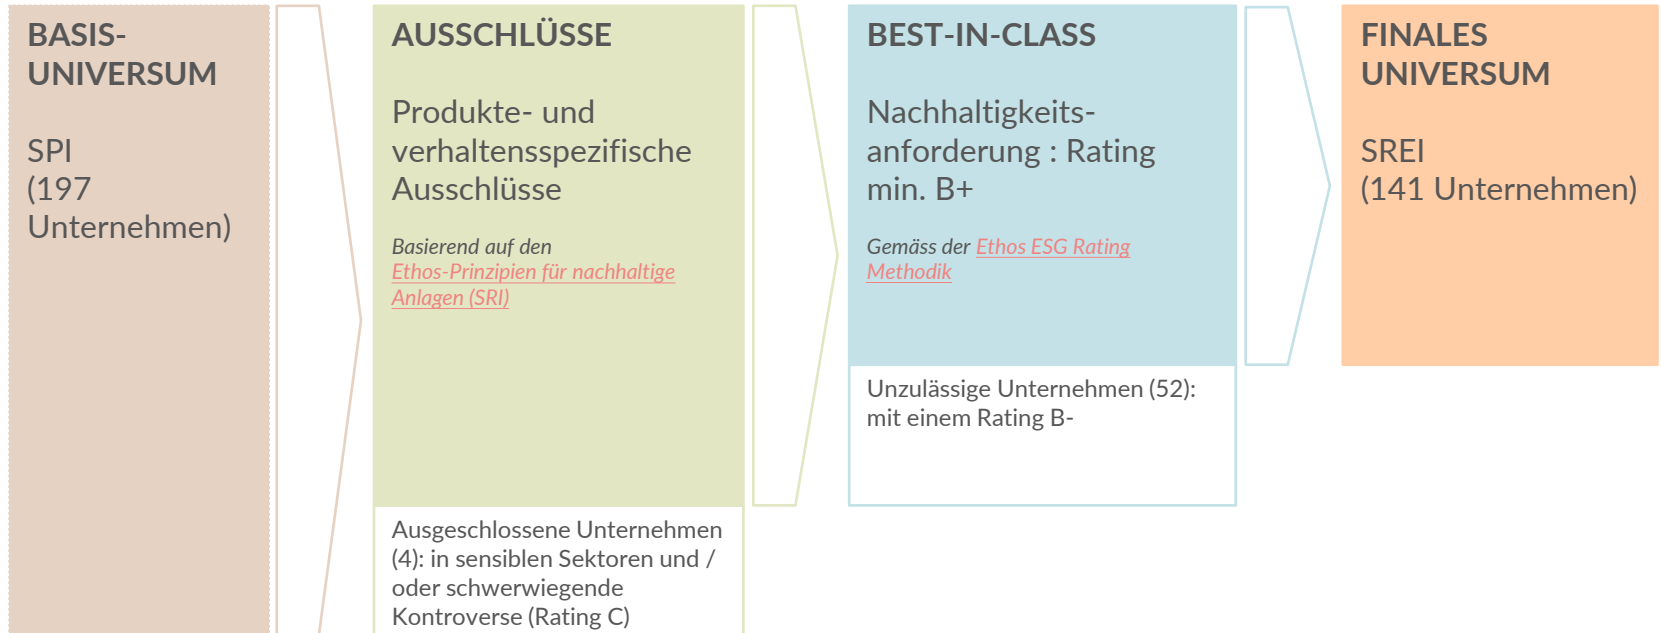 BASIS-
UNIVERSUM
SPI
(197
Unternehmen)
AUSSCHLÜSSE
Produkte- und
verhaltensspezifische
Ausschlüsse
Basierend auf den
Ethos-Prinzipien für nachhaltige
Anlagen (SRI)
Ausgeschlossene Unternehmen
(4): in sensiblen Sektoren und /
oder schwerwiegende
Kontroverse (Rating C)
BEST-IN-CLASS
Nachhaltigkeits-
anforderung : Rating
min. B+
Gemäss der Ethos ESG Rating
Methodik
Unzulässige Unternehmen (52):
mit einem Rating B-
FINALES
UNIVERSUM
SREI
(141 Unternehmen)